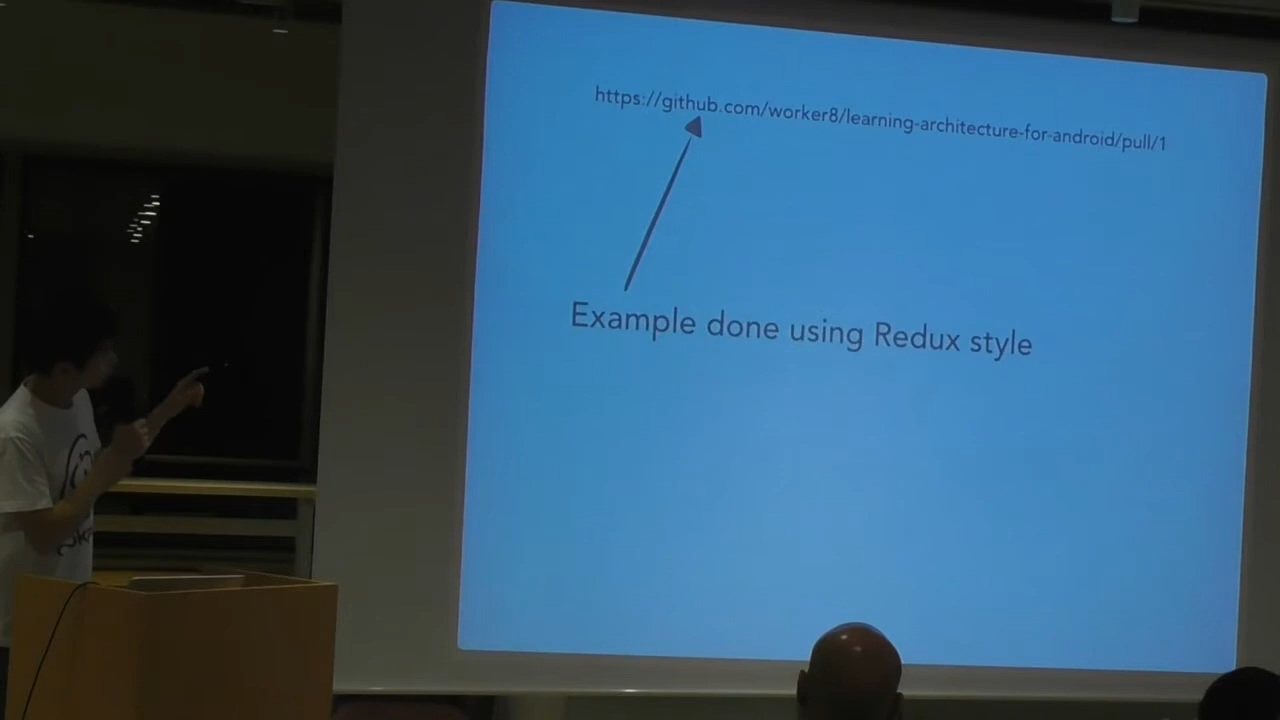 https://github.com/worker8/learning-architecture-for-android/pull/1
Example done using Redux style